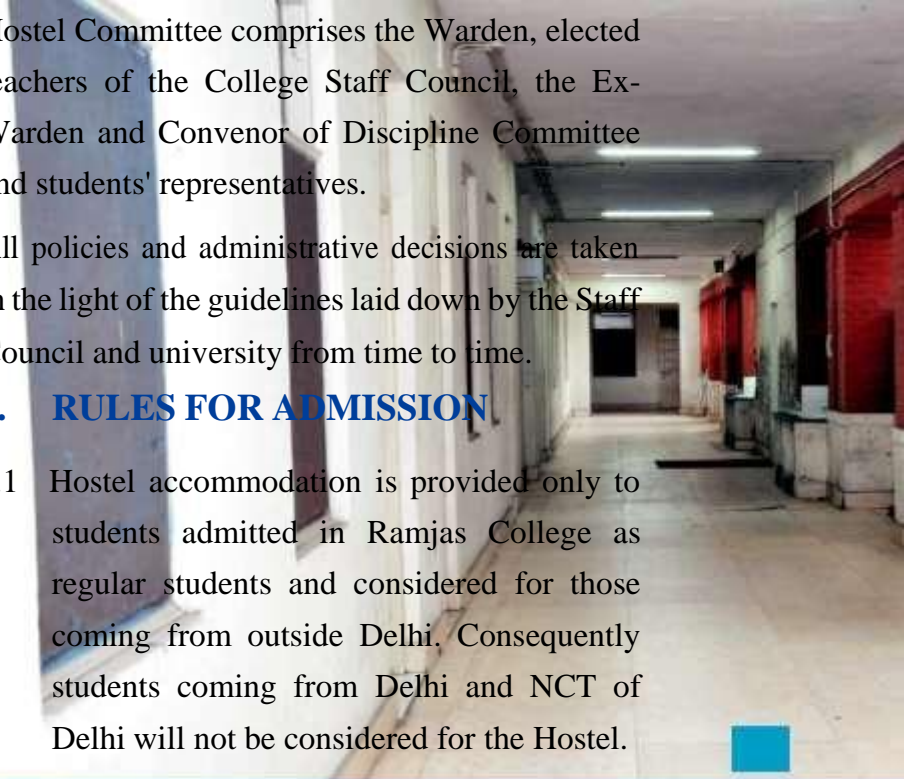 Hostel Committee comprises the Warden, elected
teachers of the College Staff Council, the Ex-
Warden and Convenor of Discipline Committee
and students' representatives.
All policies and administrative decisions are taken
in the light of the guidelines laid down by the Staff
Council and university from time to time.
. RULES FOR ADMISSION
1 Hostel accommodation is provided only to
students admitted in Ramjas College as
regular students and considered for those
coming from outside Delhi. Consequently
students coming from Delhi and NCT of
Delhi will not be considered for the Hostel.